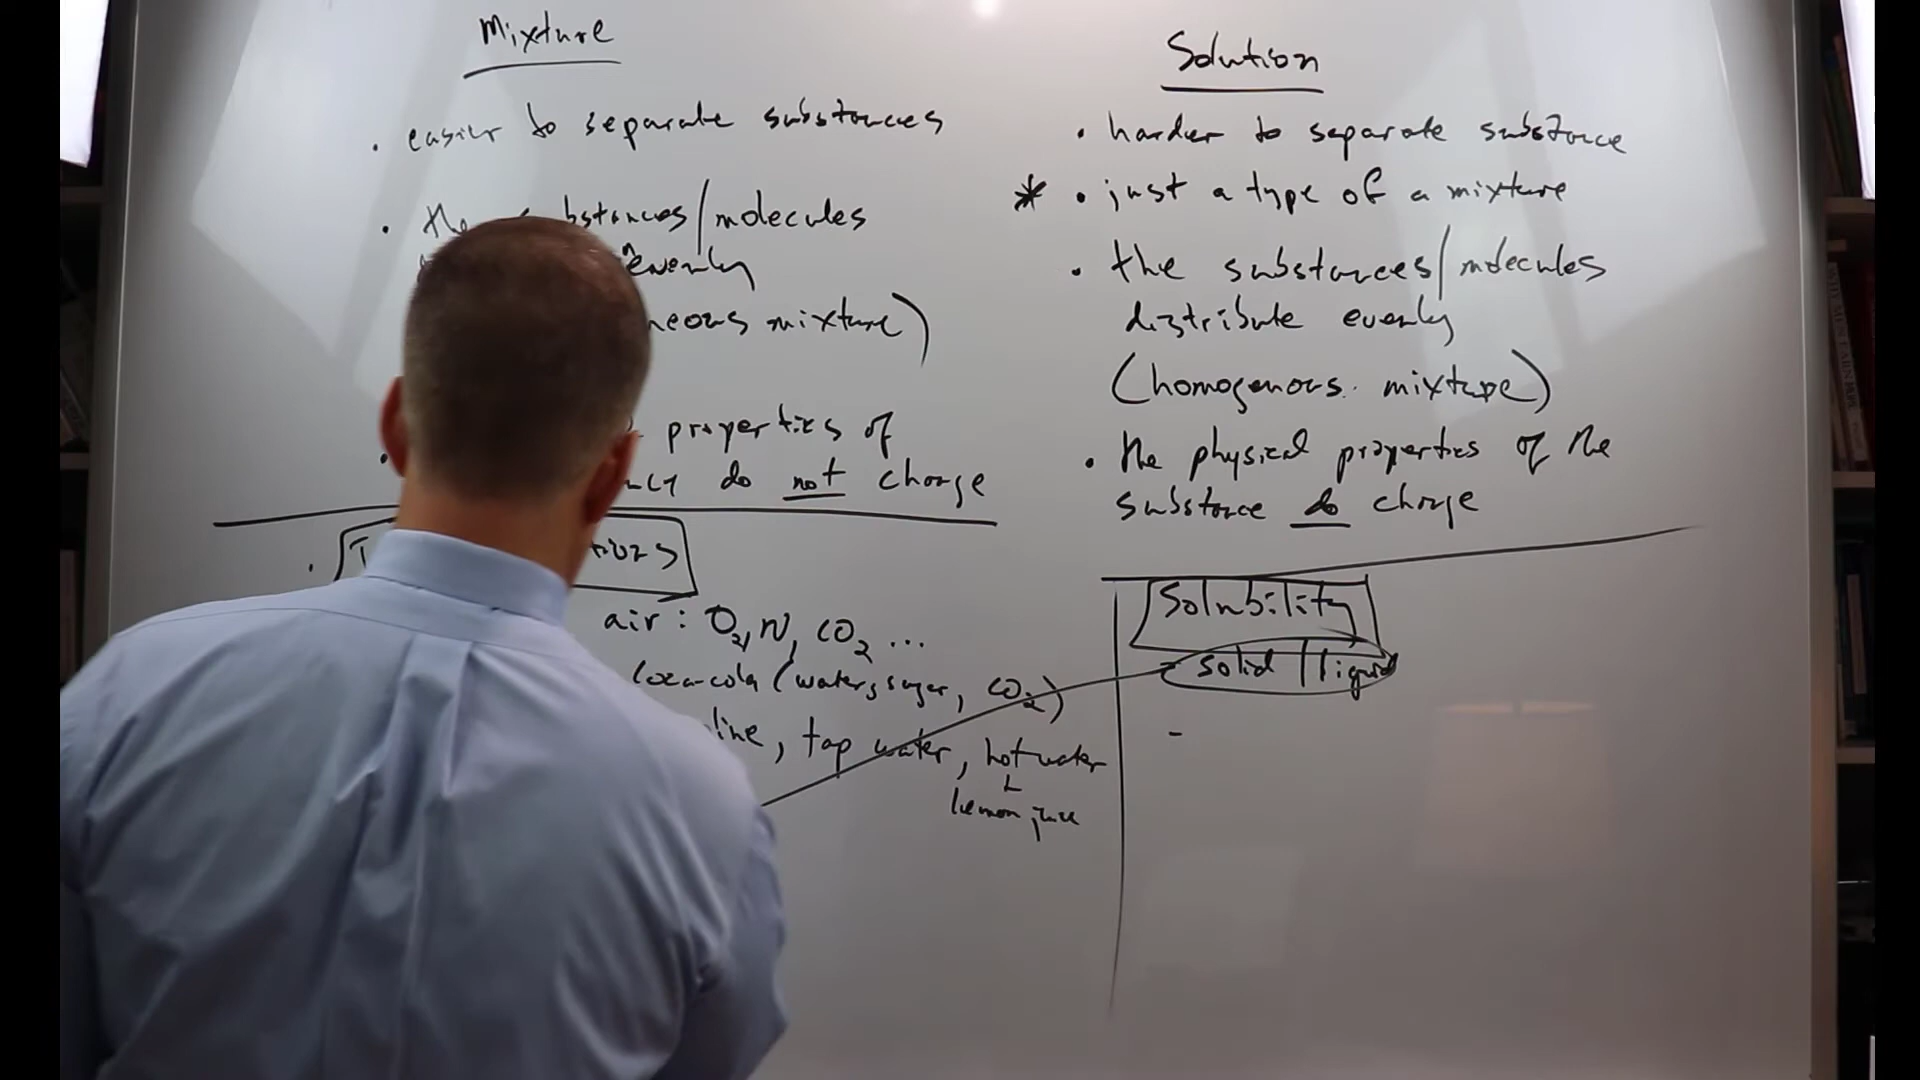 Mixture
• easier to separate substances
• the substances/molecules
evenly
neous mixture)
properties of
do not change
tions
air: O2, N, CO2 ...
Coca-cola (water, sugar, CO2)
line, tap water, hot water
lemon juice
Solution
• harder to separate substance
* • just a type of a mixture
• the substances/molecules
distribute evenly
(homogenous mixture)
• the physical properties of the
substance do change
Solubility
- solid / liquid
-